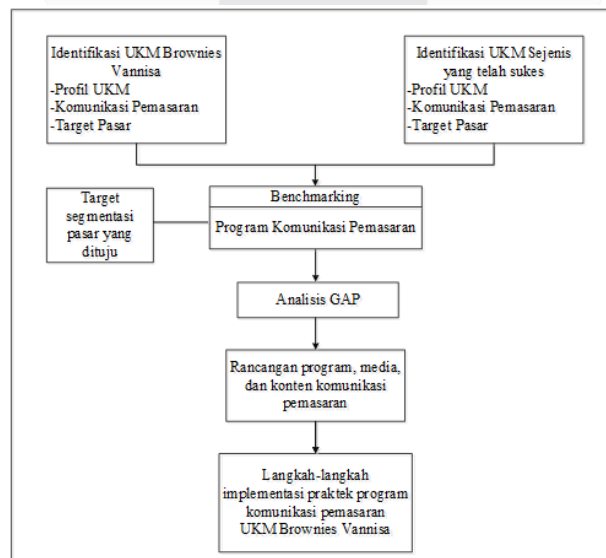 Identifikasi UKM Brownies
Vannisa
-Profil UKM
-Komunikasi Pemasaran
-Target Pasar
Identifikasi UKM Sejenis
yang telah sukes
-Profil UKM
-Komunikasi Pemasaran
-Target Pasar
Target
segmentasi
pasar yang
dituju
Benchmarking
Program Komunikasi Pemasaran
Analisis GAP
Rancangan program, media,
dan konten komunikasi
pemasaran
Langkah-langkah
implementasi praktek program
komunikasi pemasaran
UKM Brownies Vannisa